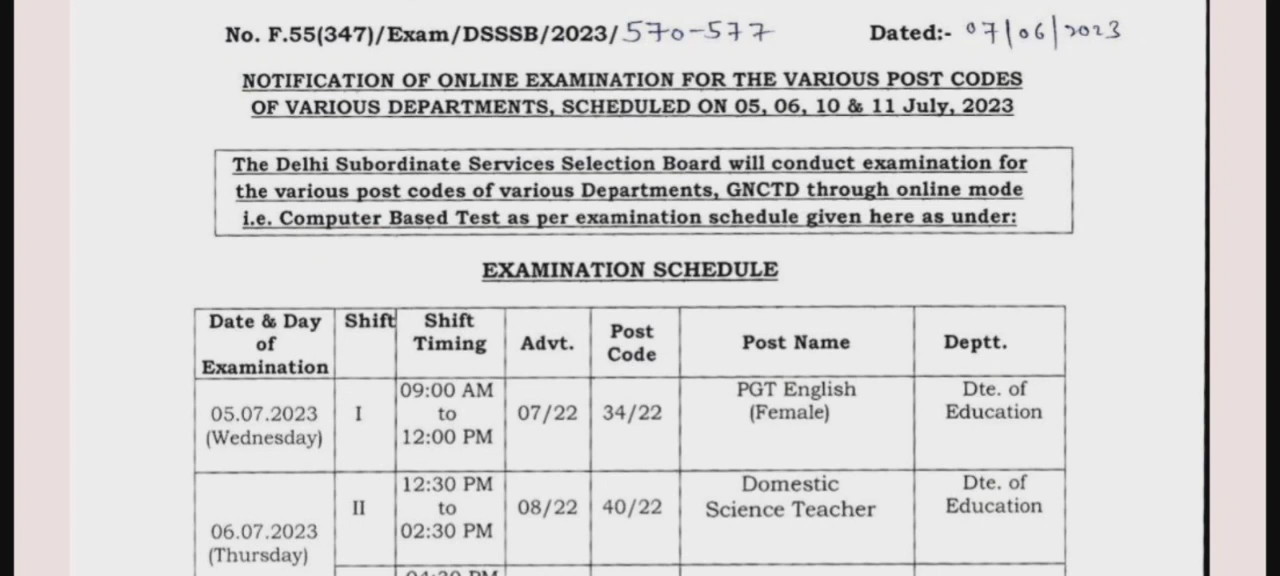 No. F.55(347)/Exam/DSSSB/2023/570-577 Dated:- 07/06/2023
NOTIFICATION OF ONLINE EXAMINATION FOR THE VARIOUS POST CODES
OF VARIOUS DEPARTMENTS, SCHEDULED ON 05, 06, 10 & 11 July, 2023
The Delhi Subordinate Services Selection Board will conduct examination for
the various post codes of various Departments, GNCTD through online mode
i.e. Computer Based Test as per examination schedule given here as under:
EXAMINATION SCHEDULE
Date & Day
of
Examination
Shift
Shift
Timing
Advt.
Post
Code
Post Name
Deptt.
05.07.2023
(Wednesday)
I
09:00 AM
to
12:00 PM
07/22
34/22
PGT English
(Female)
Dte. of
Education
06.07.2023
(Thursday)
II
12:30 PM
to
02:30 PM
08/22
40/22
Domestic
Science Teacher
Dte. of
Education